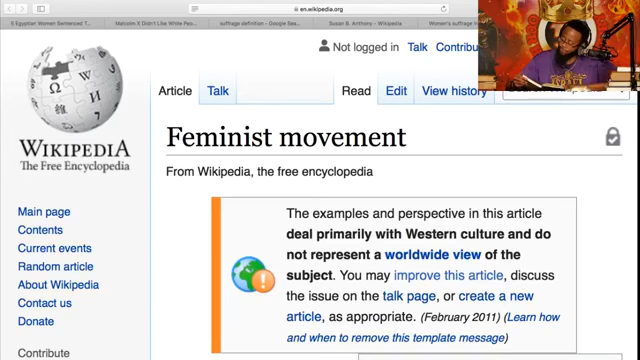 en.wikipedia.org
5 Egyptian Women Sentenced T...
Malcolm X Didn't Like White Peo...
suffrage definition - Google Sea...
Susan B. Anthony - Wikipedia
Not logged in Talk
Article Talk Read Edit View history
WIKIPEDIA
The Free Encyclopedia
Feminist movement
From Wikipedia, the free encyclopedia
Main page
Contents
Current events
Random article
About Wikipedia
Contact us
Donate
Contribute
The examples and perspective in this article
deal primarily with Western culture and do
not represent a worldwide view of the
subject. You may improve this article, discuss
the issue on the talk page, or create a new
article, as appropriate. (February 2011) (Learn how
and when to remove this template message)